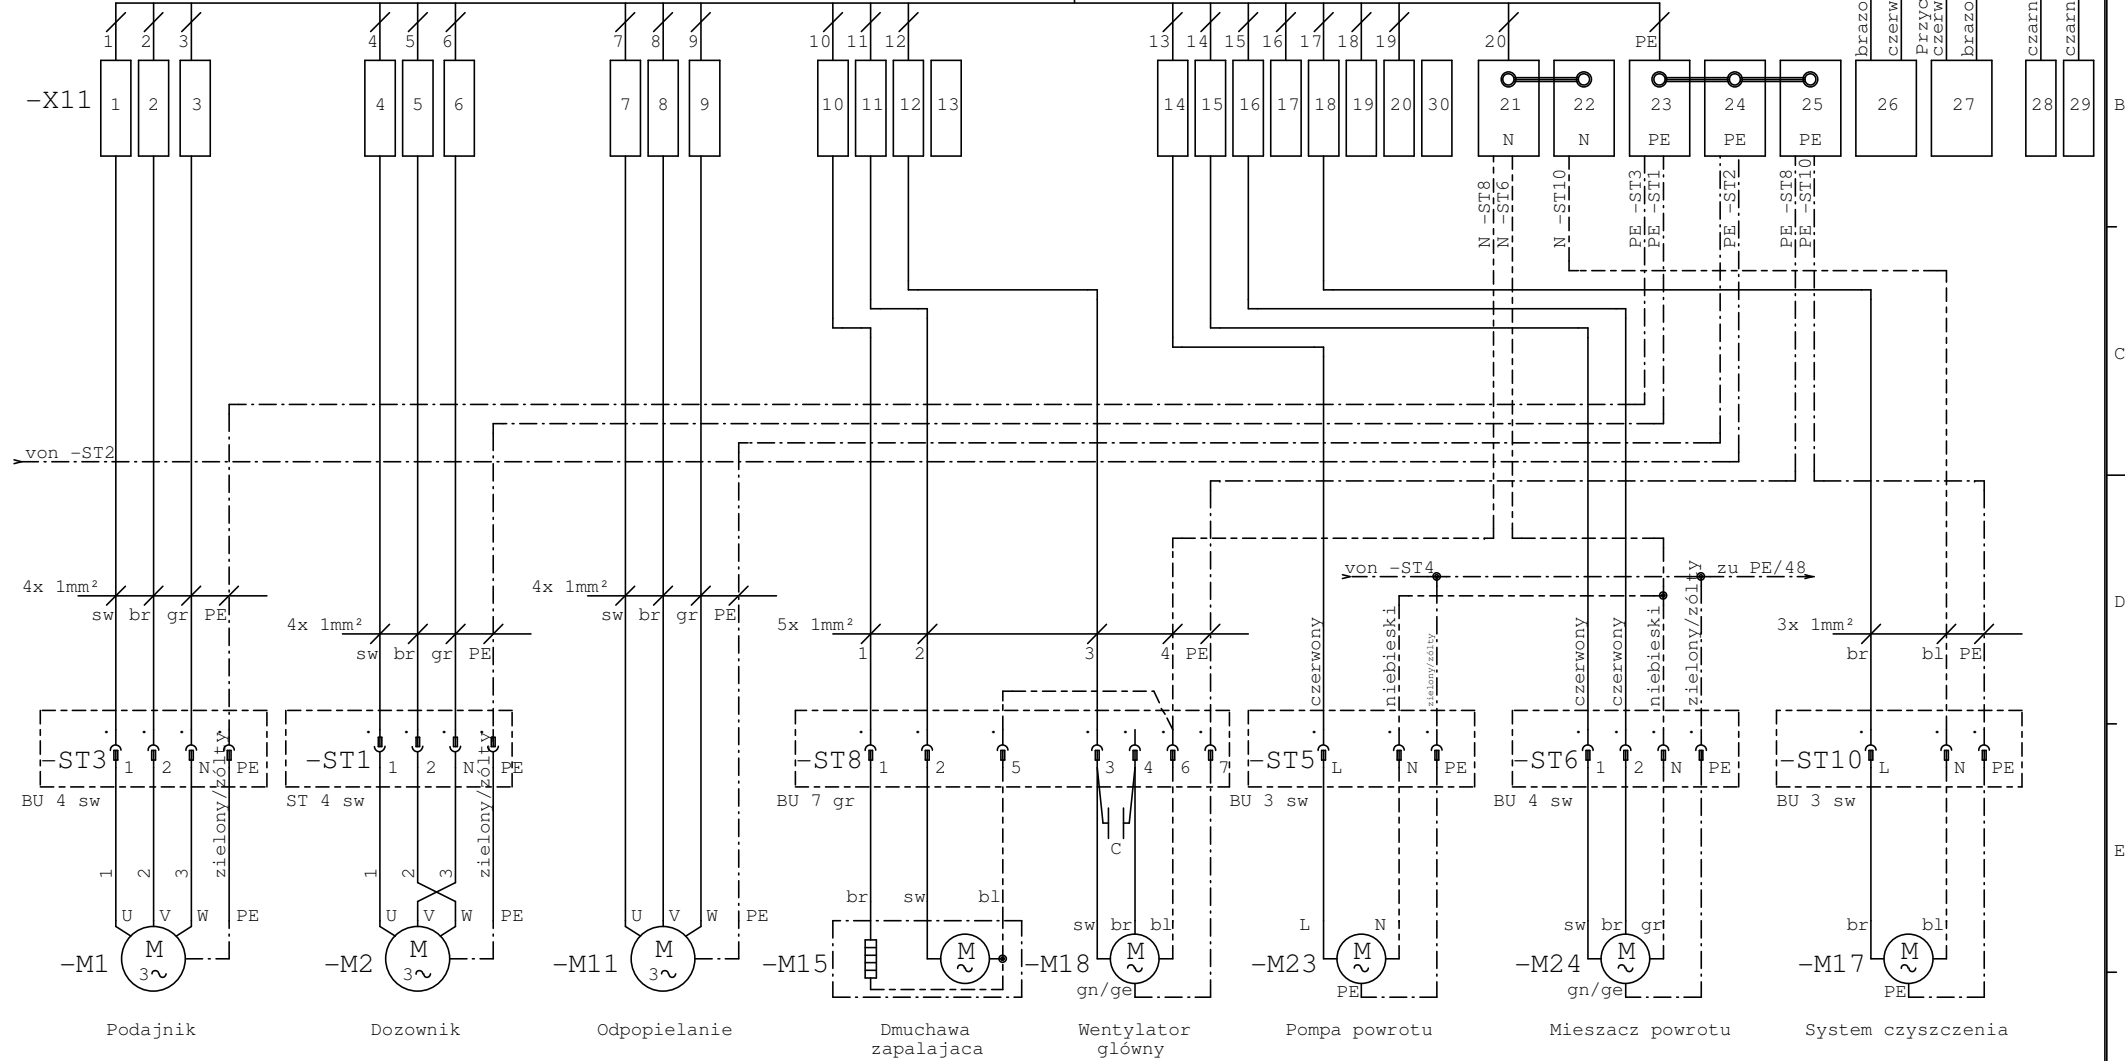 brazo czerw Przyc czerw brazo czarn czarn
1 2 3 4 5 6 7 8 9 10 11 12 13 14 15 16 17 18 19 20 PE
-X11 1 2 3 4 5 6 7 8 9 10 11 12 13 14 15 16 17 18 19 20 30 21 22 23 24 25 26 27 28 29 B
N N PE PE PE
N -ST8 N -ST6 N -ST10 PE -ST3 PE -ST1 PE -ST2 PE -ST8 PE -ST10
C
von -ST2
von -ST4 zu PE/48
4x 1mm² 4x 1mm² D
sw br gr PE sw br gr PE
4x 1mm² 5x 1mm² 3x 1mm²
sw br gr PE 1 2 3 4 PE br bl PE
czerwony niebieski zielony/zólty czerwony czerwony niebieski zielony/zólty
-ST3 1 2 N PE -ST1 1 2 N PE -ST8 1 2 5 3 4 6 7 -ST5 L N PE -ST6 1 2 N PE -ST10 L N PE
BU 4 sw ST 4 sw BU 7 gr BU 3 sw BU 4 sw BU 3 sw
zielony/zólty zielony/zólty
C E
1 2 3 1 2 3
br sw bl
U V W PE U V W PE U V W PE sw br bl L N sw br gr br bl
M M M M M M M M
-M1 3~ -M2 3~ -M11 3~ -M15 ~ -M18 ~ -M23 ~ -M24 ~ -M17 ~
gn/ge PE gn/ge PE
Podajnik Dozownik Odpopielanie Dmuchawa Wentylator Pompa powrotu Mieszacz powrotu System czyszczenia
zapalajaca glówny